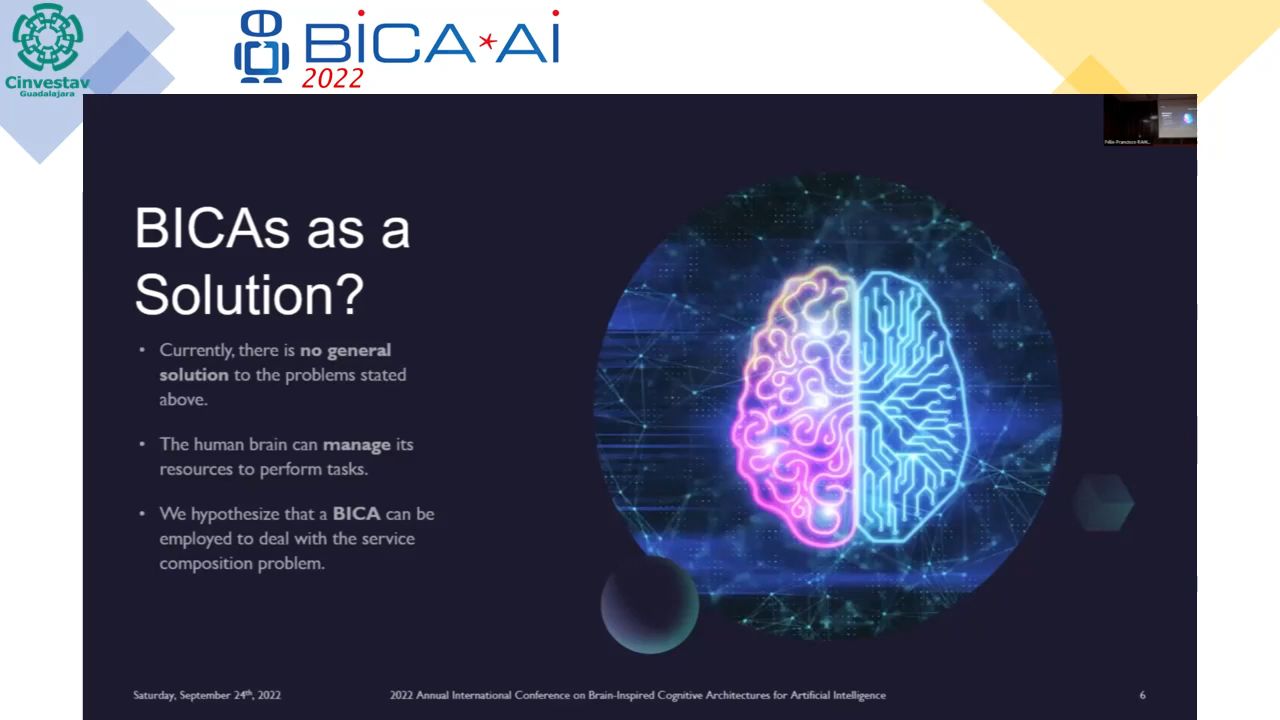 Cinvestav
Guadalajara
BICA*AI
2022
BICAs as a
Solution?
• Currently, there is no general
solution to the problems stated
above.
• The human brain can manage its
resources to perform tasks.
• We hypothesize that a BICA can be
employed to deal with the service
composition problem.
Saturday, September 24th, 2022
2022 Annual International Conference on Brain-Inspired Cognitive Architectures for Artificial Intelligence
6